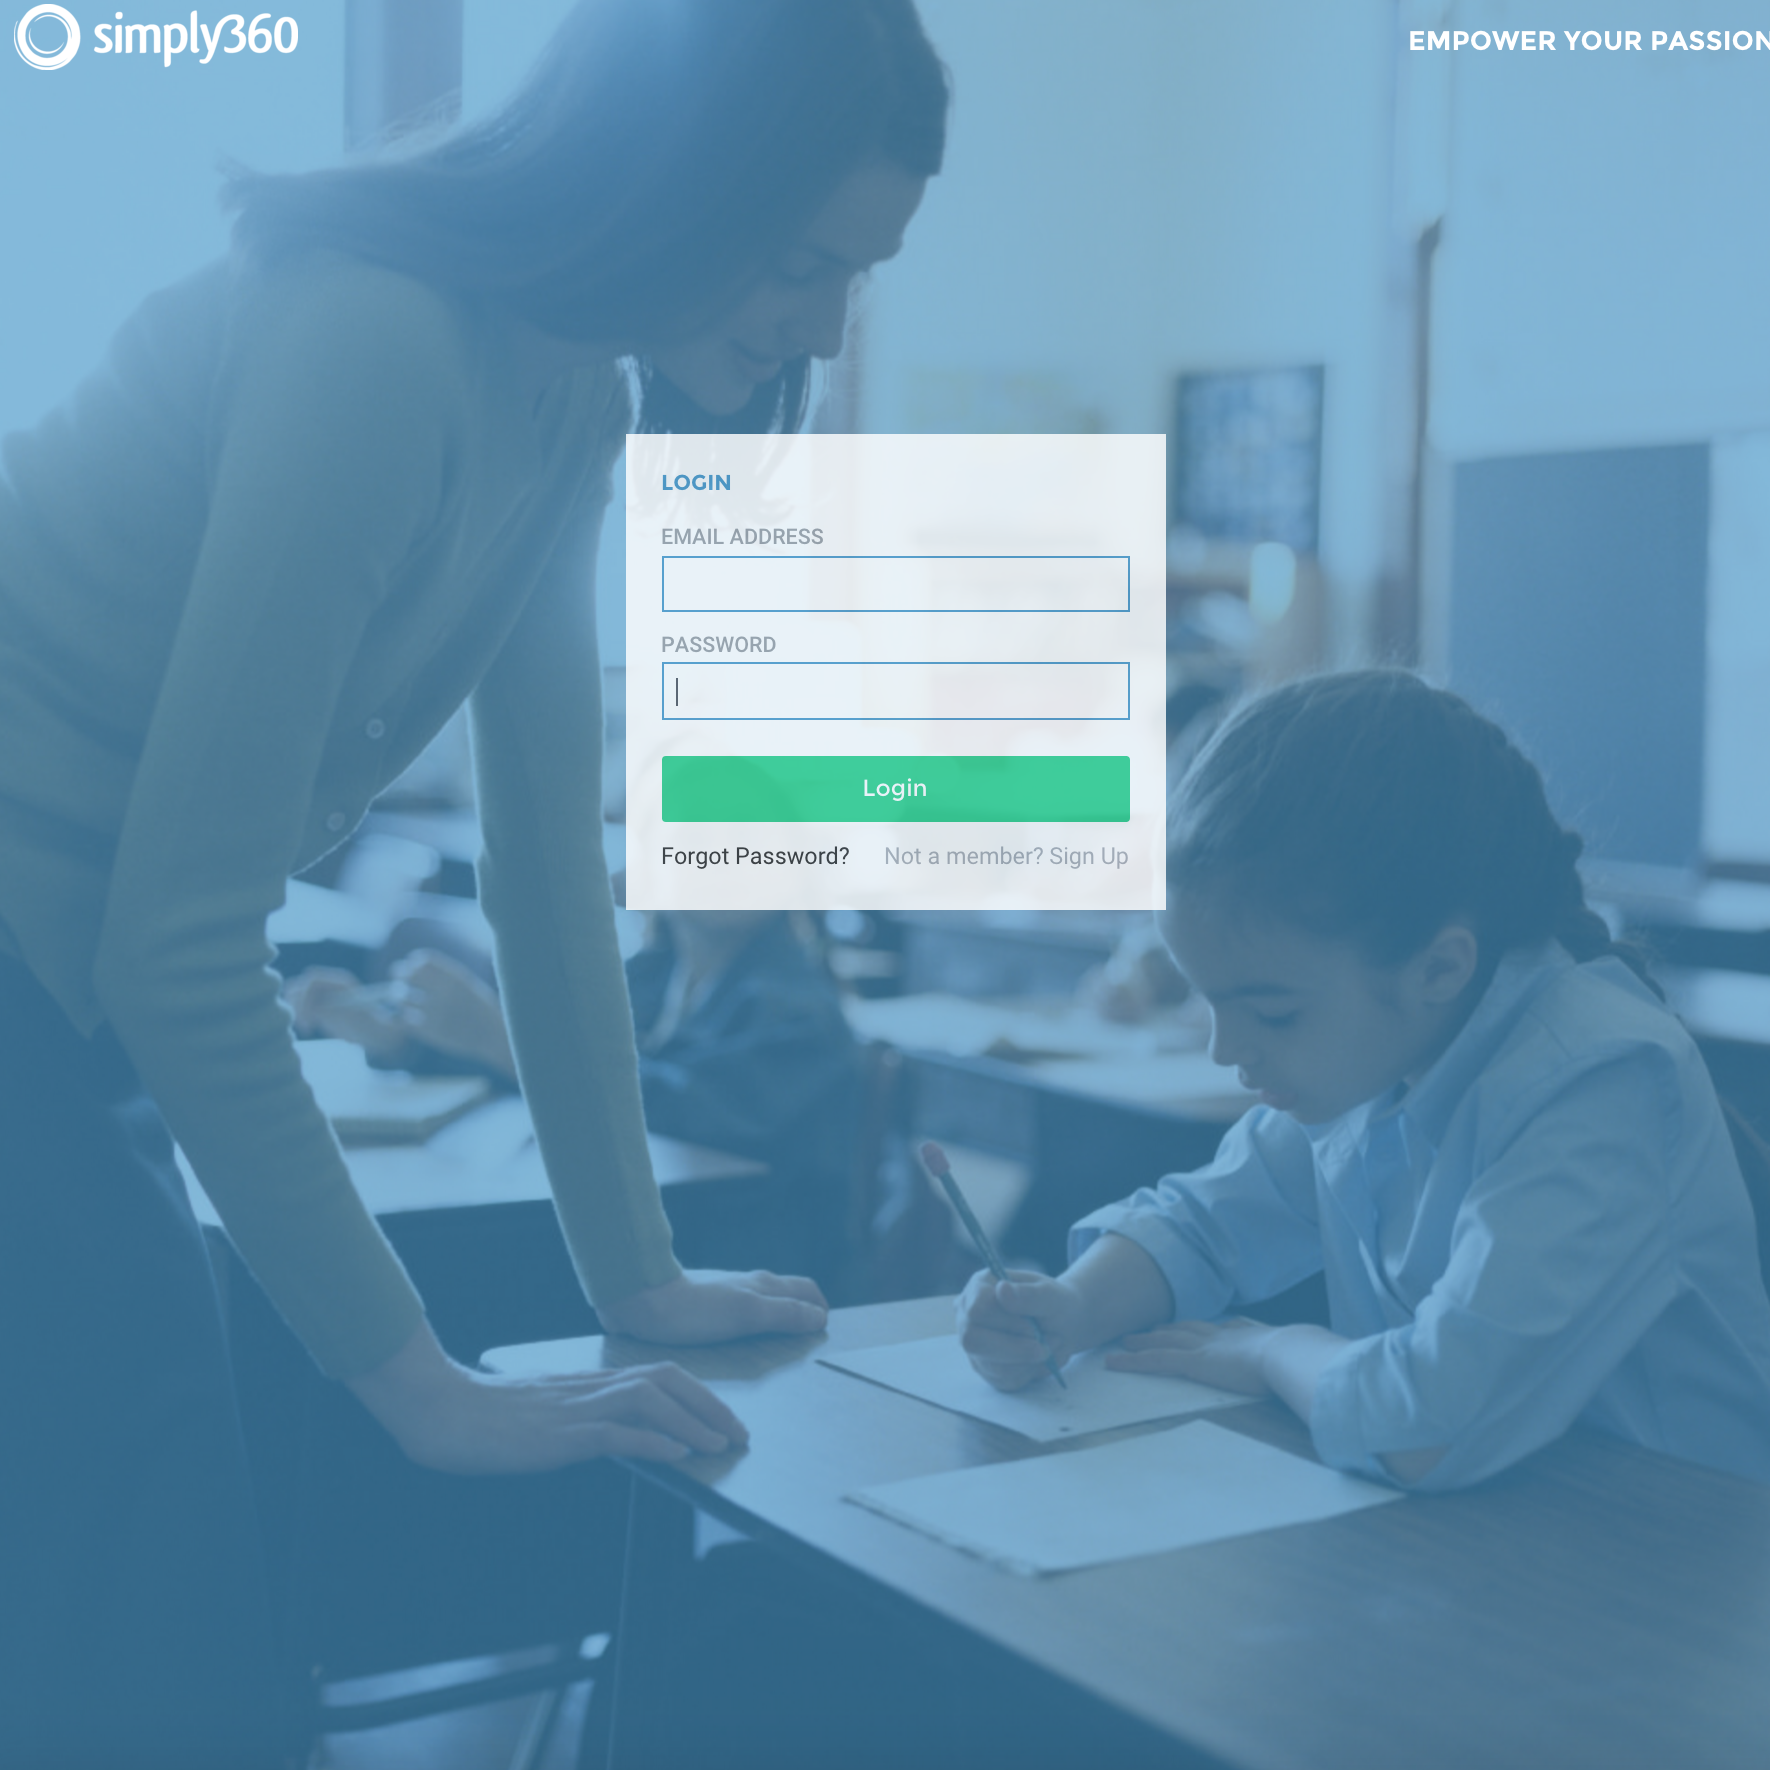 simply360
EMPOWER YOUR PASSION
LOGIN
EMAIL ADDRESS
PASSWORD
Login
Forgot Password? Not a member? Sign Up